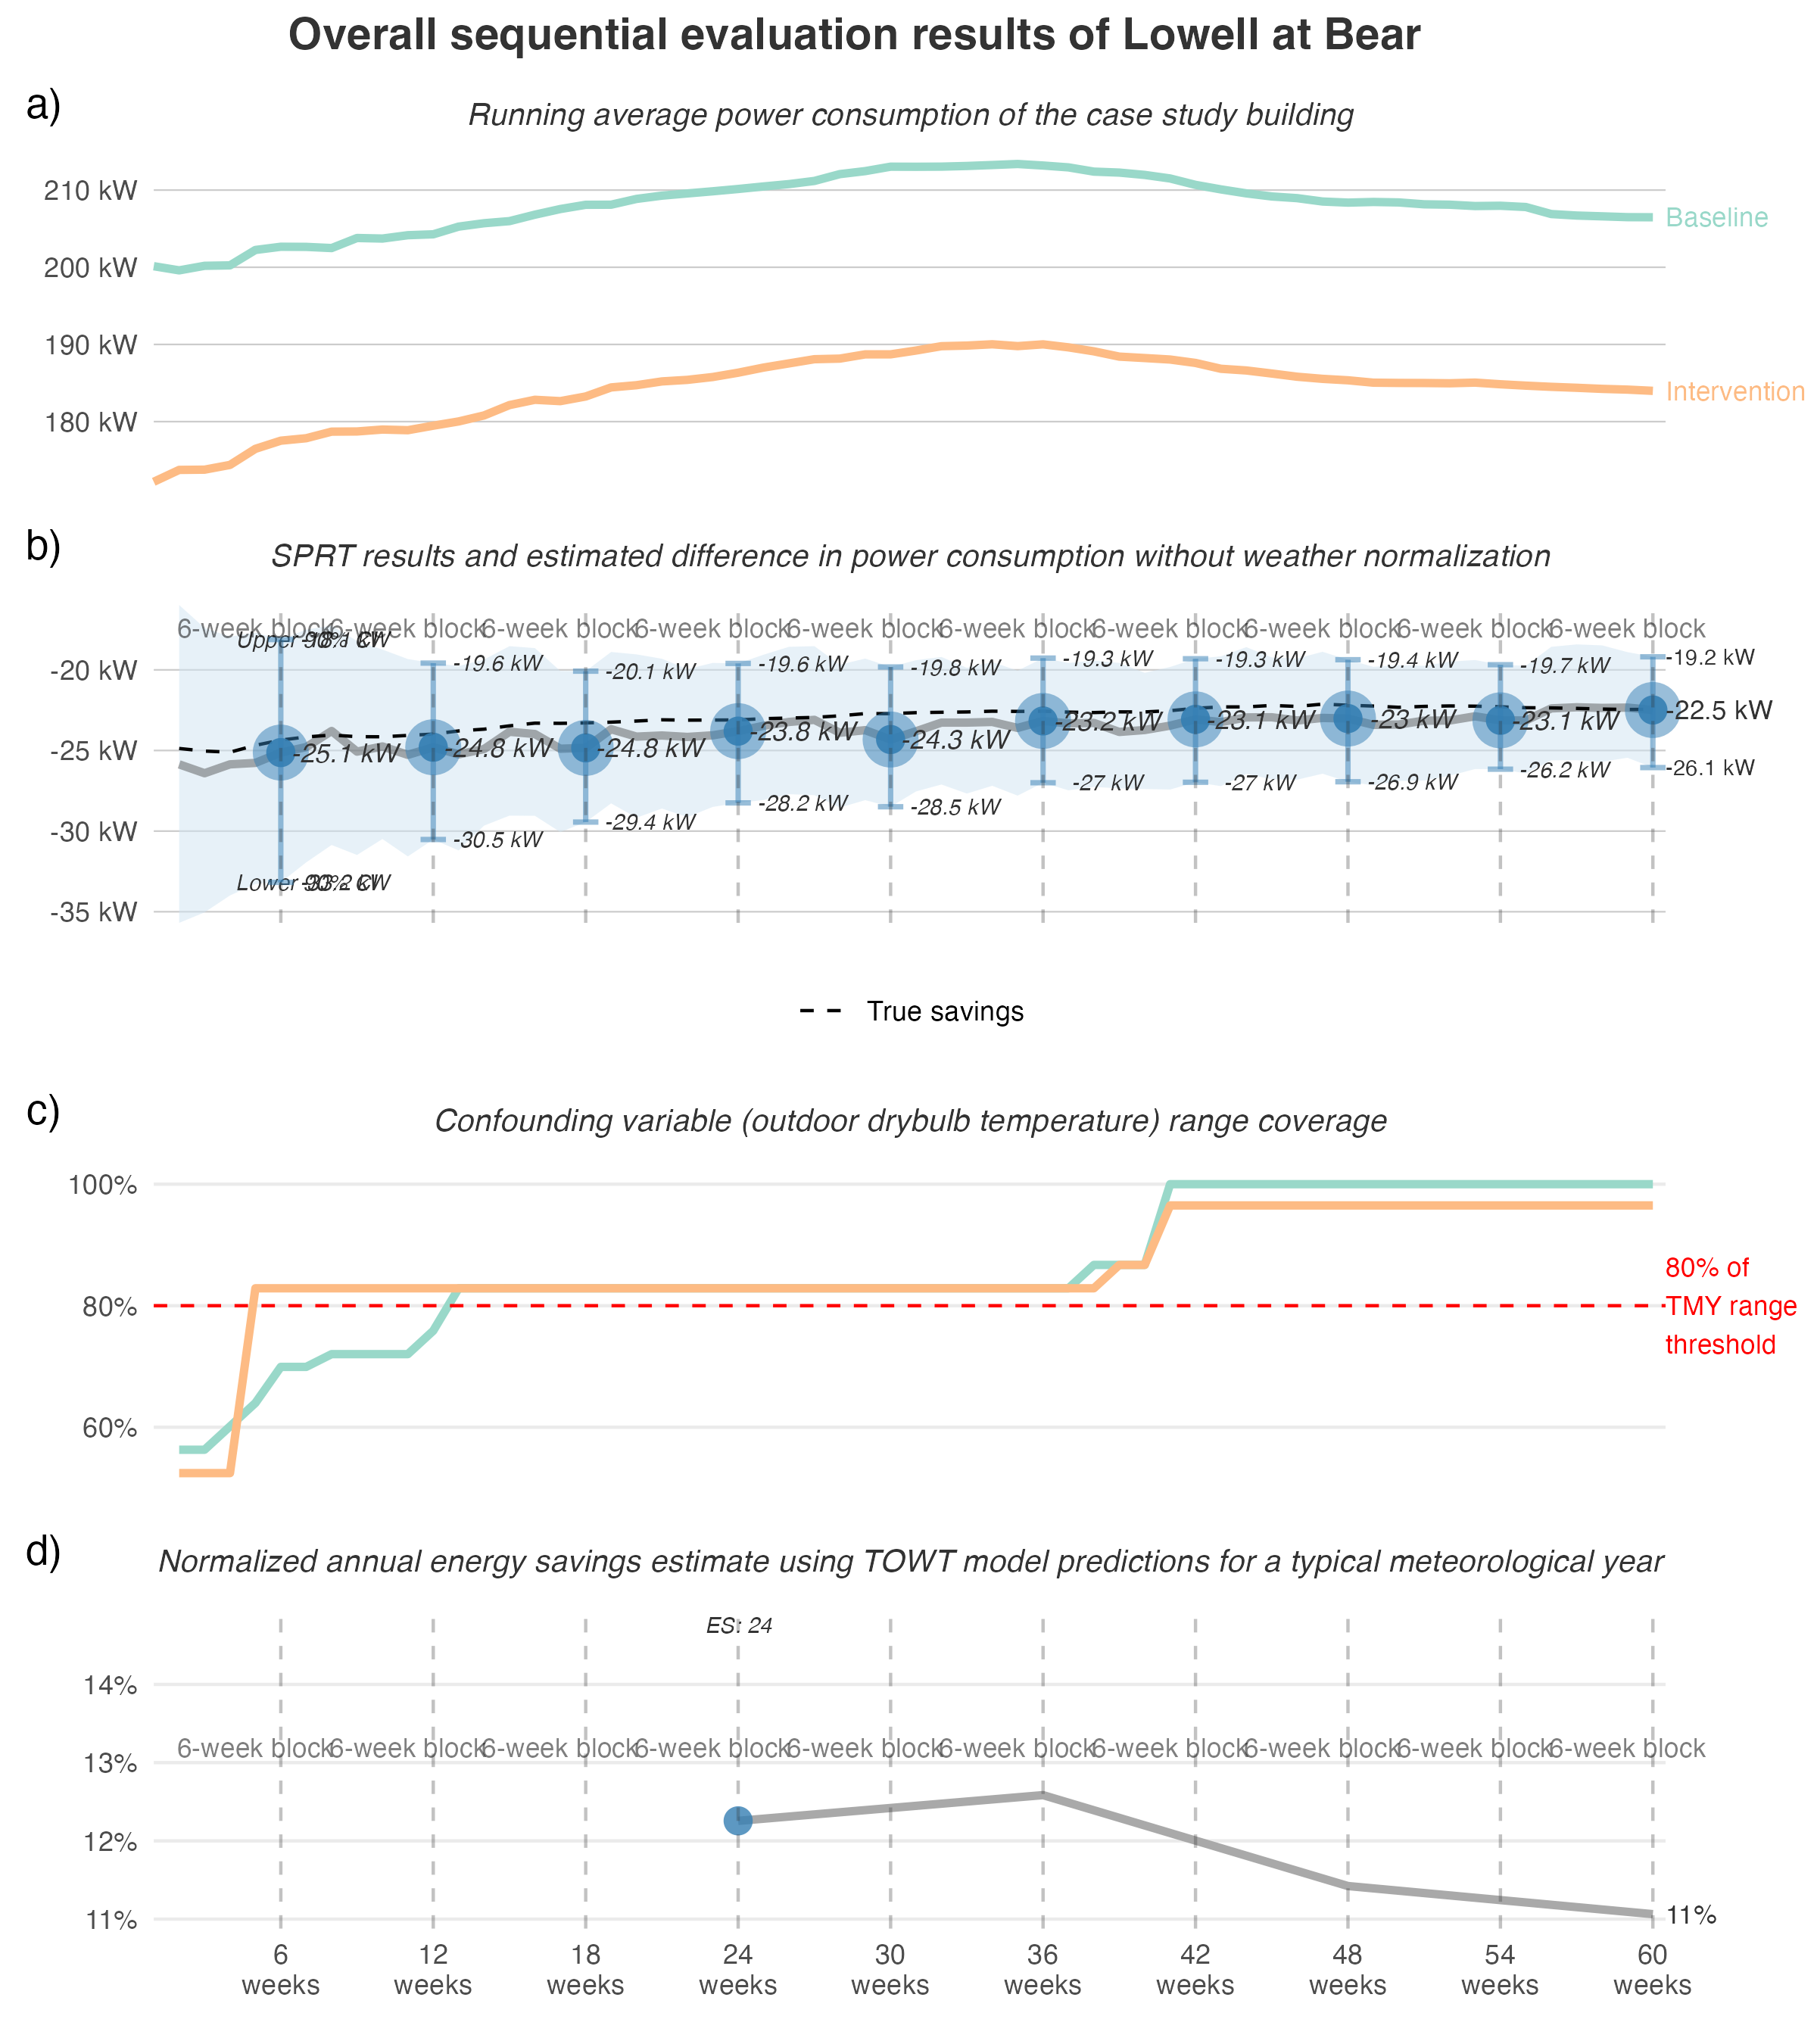 Overall sequential evaluation results of Lowell at Bear
a)
Running average power consumption of the case study building
210 kW
200 kW
190 kW
180 kW
Baseline
Intervention
b)
SPRT results and estimated difference in power consumption without weather normalization
6-week block 6-week block 6-week block 6-week block 6-week block 6-week block 6-week block 6-week block 6-week block 6-week block
Upper 90% CI -18.1 kW
-19.6 kW -20.1 kW -19.6 kW -19.8 kW -19.3 kW -19.3 kW -19.4 kW -19.7 kW -19.2 kW
-20 kW
-25 kW
-30 kW
-35 kW
-25.1 kW -24.8 kW -24.8 kW -23.8 kW -24.3 kW -23.2 kW -23.1 kW -23 kW -23.1 kW -22.5 kW
Lower 90% CI -33.2 kW
-30.5 kW -29.4 kW -28.2 kW -28.5 kW -27 kW -27 kW -26.9 kW -26.2 kW -26.1 kW
True savings
c)
Confounding variable (outdoor drybulb temperature) range coverage
100%
80%
60%
80% of
TMY range
threshold
d)
Normalized annual energy savings estimate using TOWT model predictions for a typical meteorological year
ES: 24
14%
13%
12%
11%
6-week block 6-week block 6-week block 6-week block 6-week block 6-week block 6-week block 6-week block 6-week block 6-week block
11%
6 12 18 24 30 36 42 48 54 60
weeks weeks weeks weeks weeks weeks weeks weeks weeks weeks